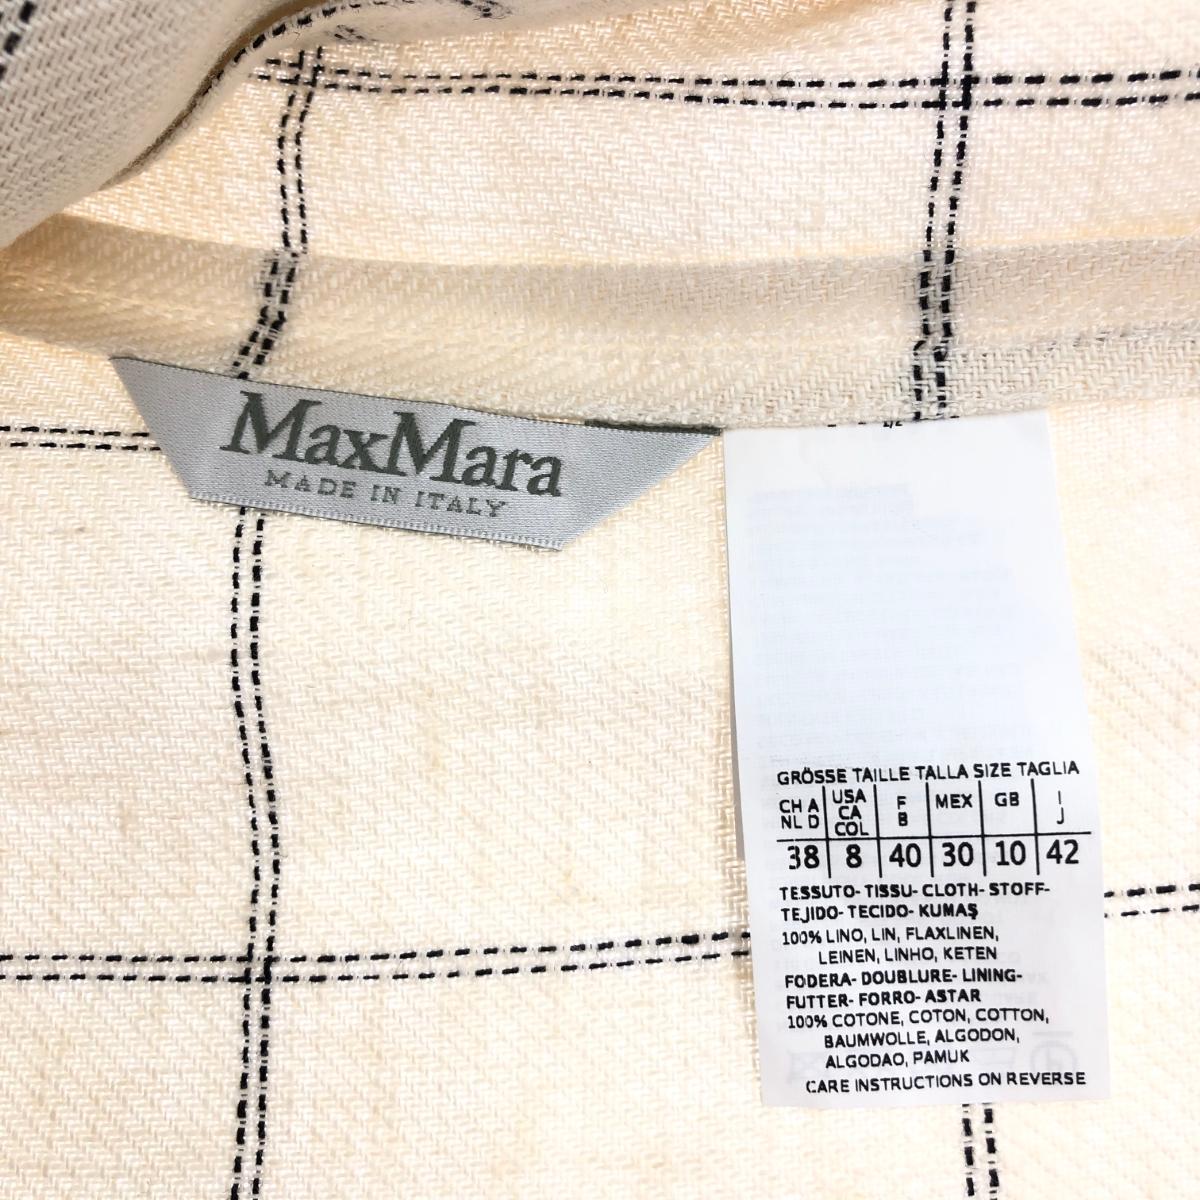 MaxMara
MADE IN ITALY
1/2
GRÖSSE TAILLE TALLA SIZE TAGLIA
CH A USA F MEX GB I
NL D CA B J
COL
38 8 40 30 10 42
TESSUTO- TISSU- CLOTH- STOFF-
TEJIDO- TECIDO- KUMAŞ
100% LINO, LIN, FLAXLINEN,
LEINEN, LINHO, KETEN
FODERA- DOUBLURE- LINING-
FUTTER- FORRO- ASTAR
100% COTONE, COTON, COTTON,
BAUMWOLLE, ALGODON,
ALGODAO, PAMUK
CARE INSTRUCTIONS ON REVERSE